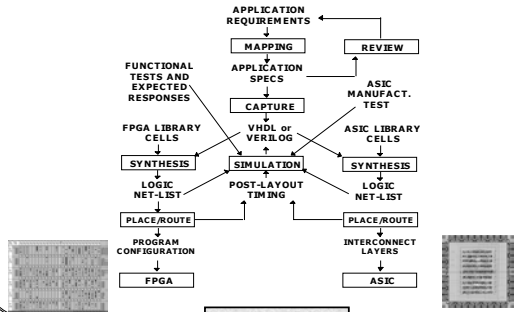 APPLICATION
REQUIREMENTS
MAPPING
REVIEW
FUNCTIONAL
TESTS AND
EXPECTED
RESPONSES
APPLICATION
SPECS
ASIC
MANUFACT.
TEST
CAPTURE
FPGA LIBRARY
CELLS
VHDL or
VERILOG
ASIC LIBRARY
CELLS
SYNTHESIS
SIMULATION
SYNTHESIS
LOGIC
NET-LIST
POST-LAYOUT
TIMING
LOGIC
NET-LIST
PLACE/ROUTE
PLACE/ROUTE
PROGRAM
CONFIGURATION
INTERCONNECT
LAYERS
FPGA
ASIC